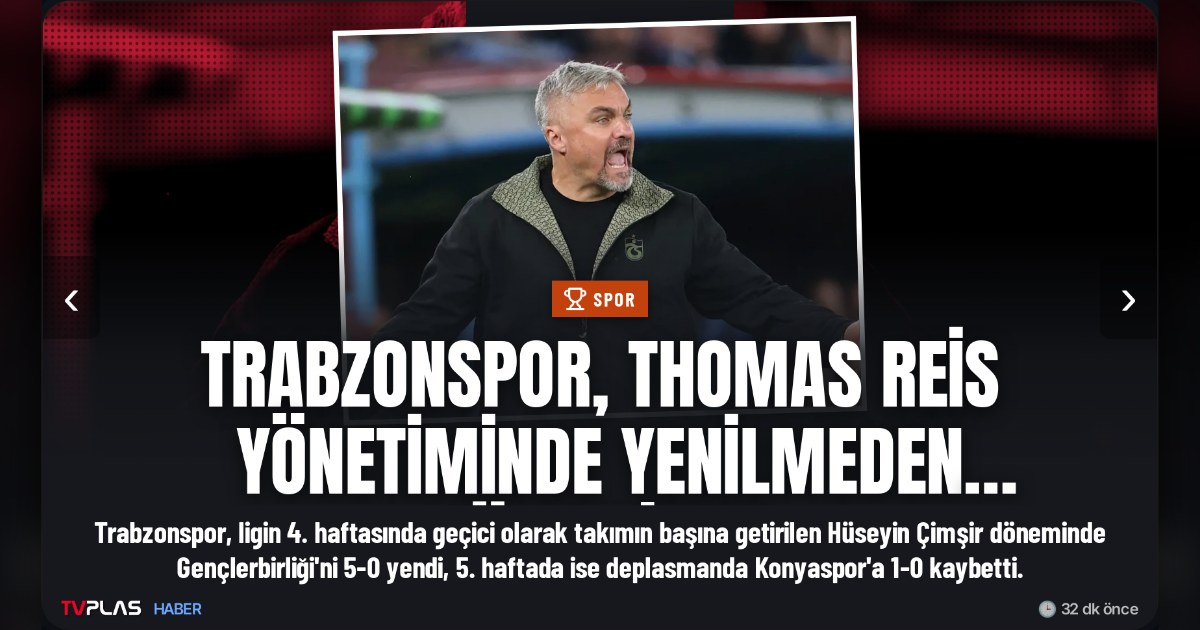 SPOR
TRABZONSPOR, THOMAS REİS
YÖNETİMİNDE YENİLMEDEN...
Trabzonspor, ligin 4. haftasında geçici olarak takımın başına getirilen Hüseyin Çimşir döneminde
Gençlerbirliği'ni 5-0 yendi, 5. haftada ise deplasmanda Konyaspor'a 1-0 kaybetti.
TVPLAS HABER
32 dk önce